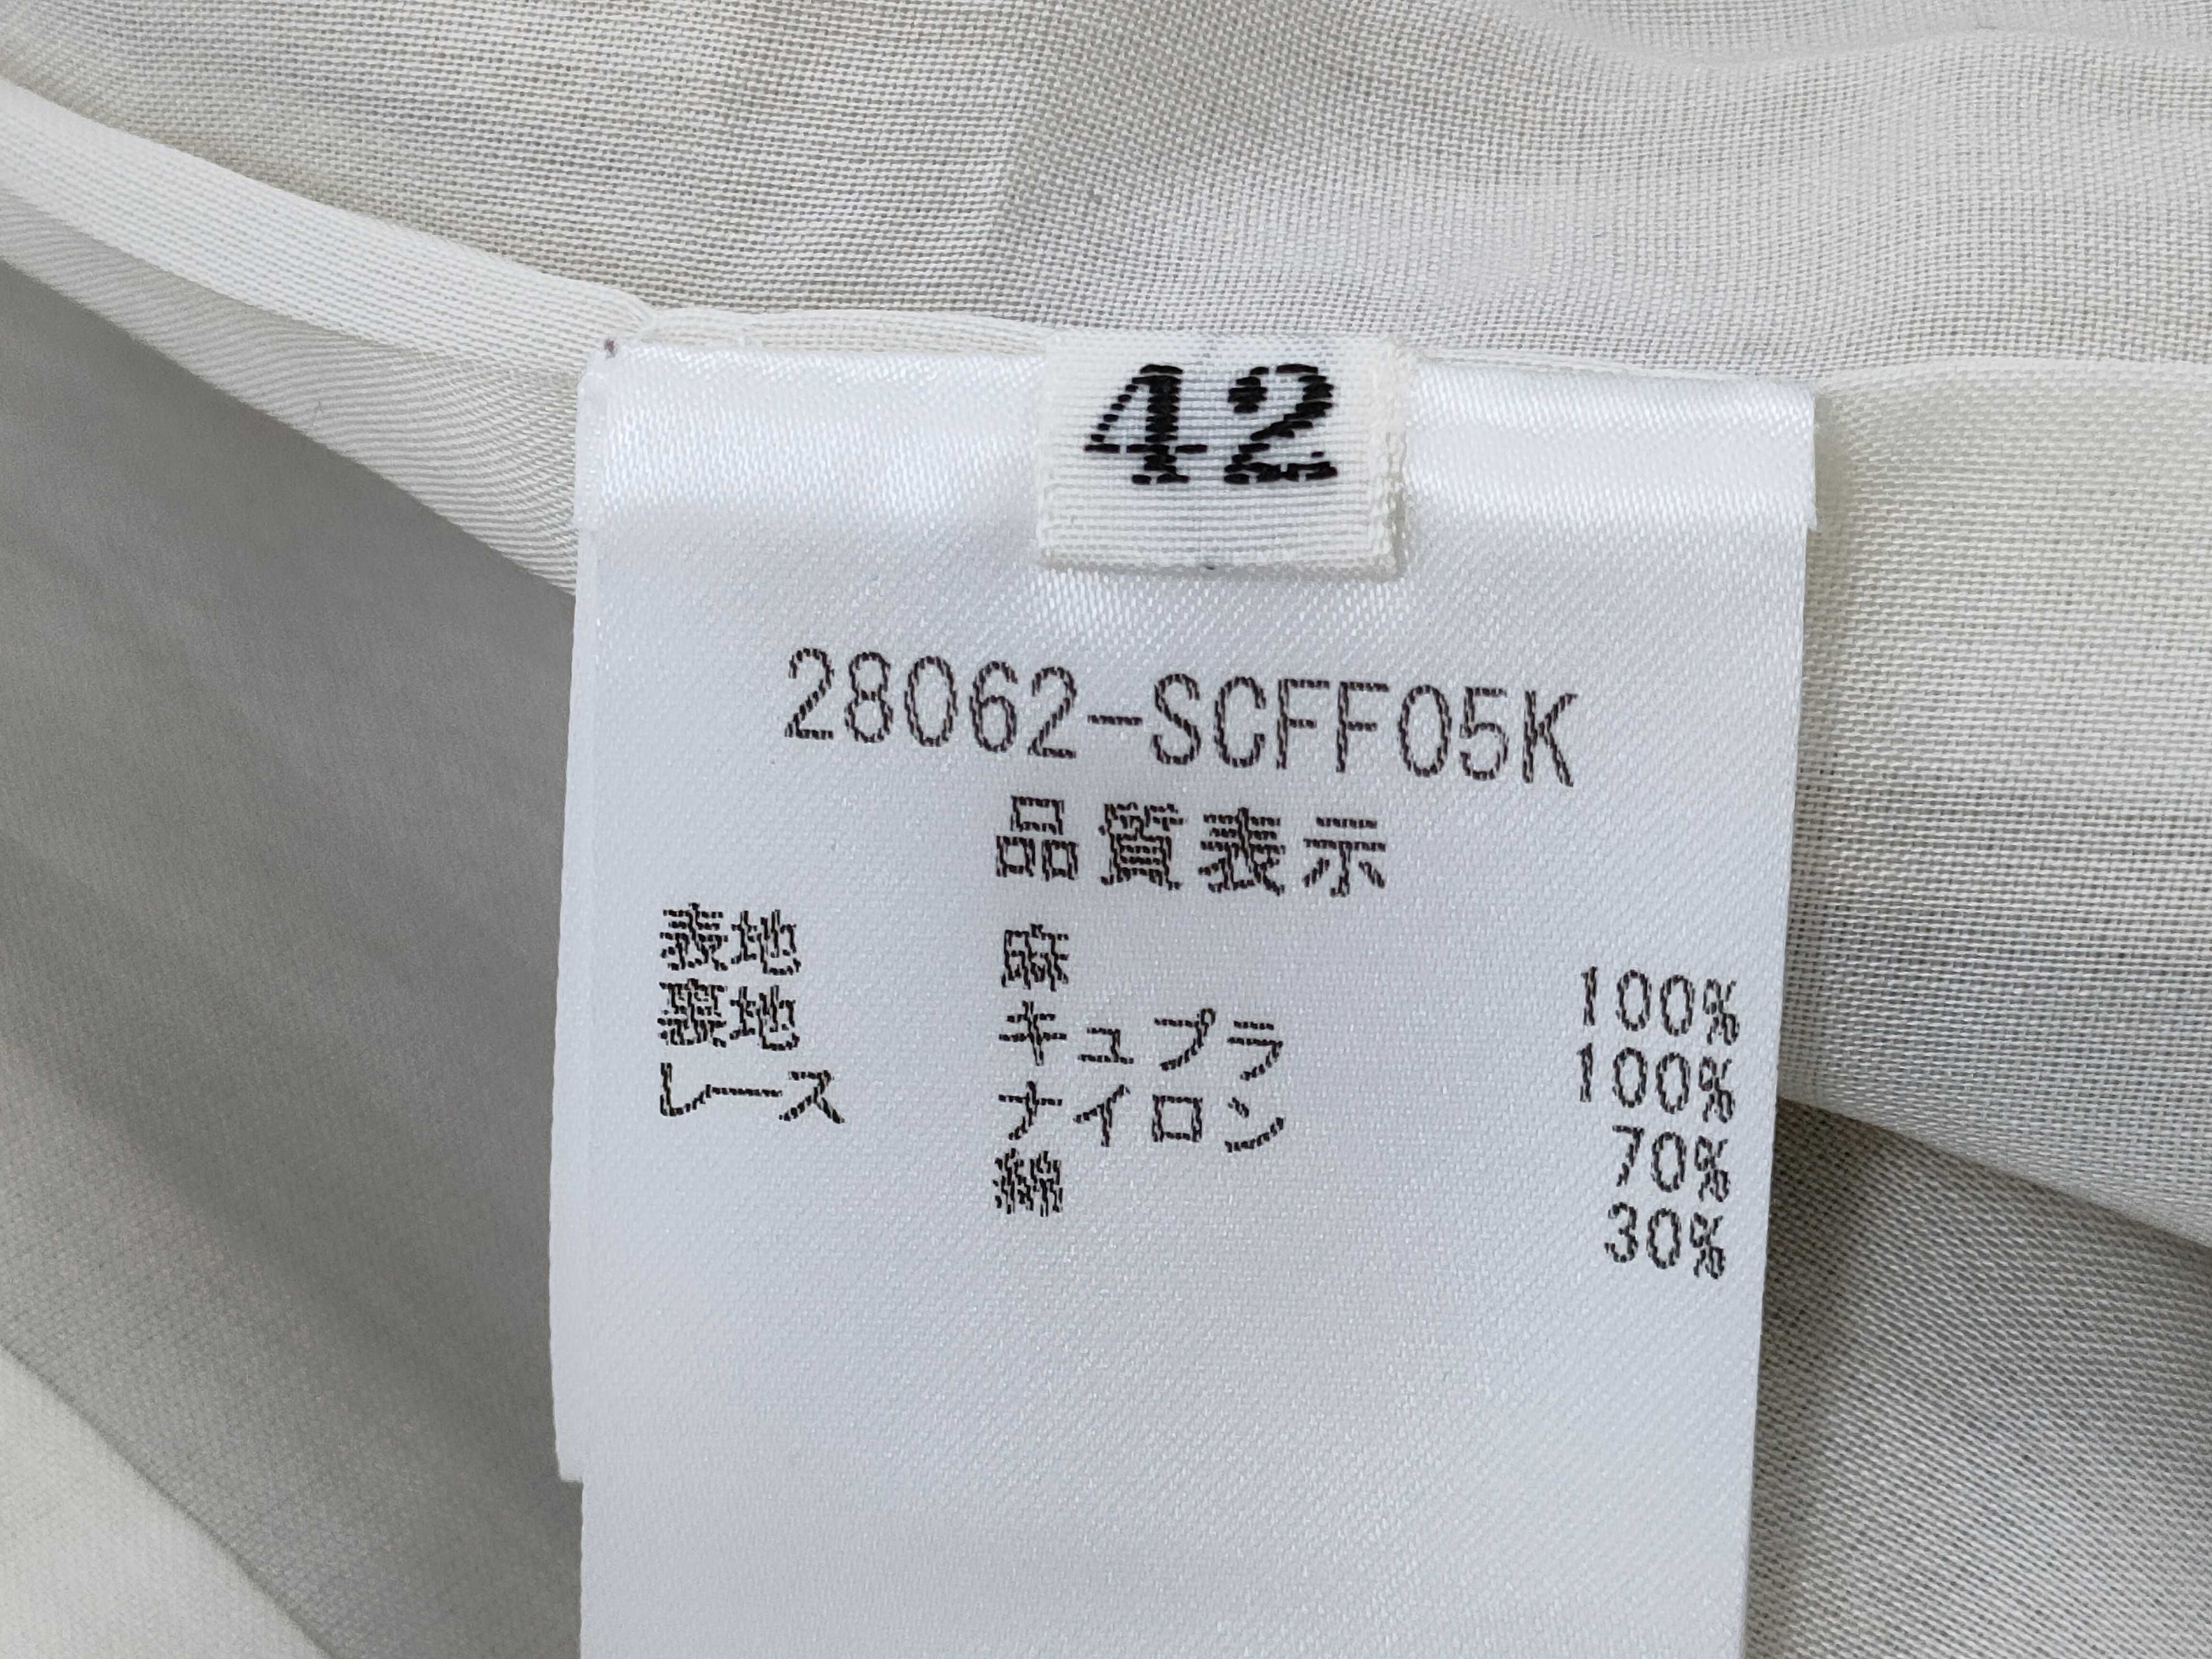 42
28062-SCFF05K
品質表示
表地 麻 100%
裏地 キュプラ 100%
レース ナイロン 70%
綿 30%